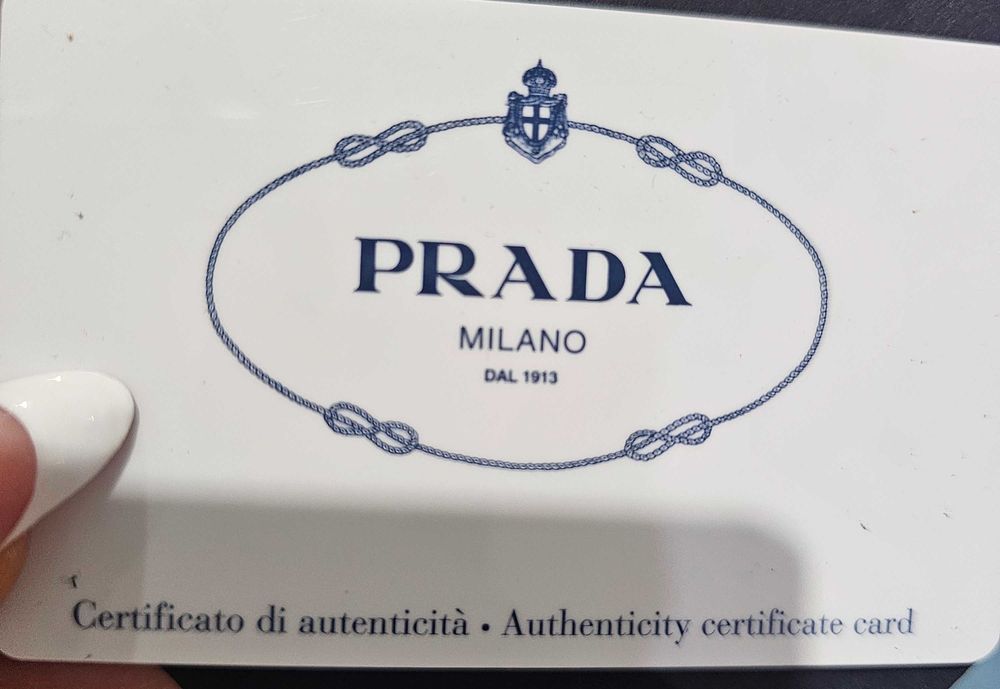 PRADA
MILANO
DAL 1913
Certificato di autenticità • Authenticity certificate card